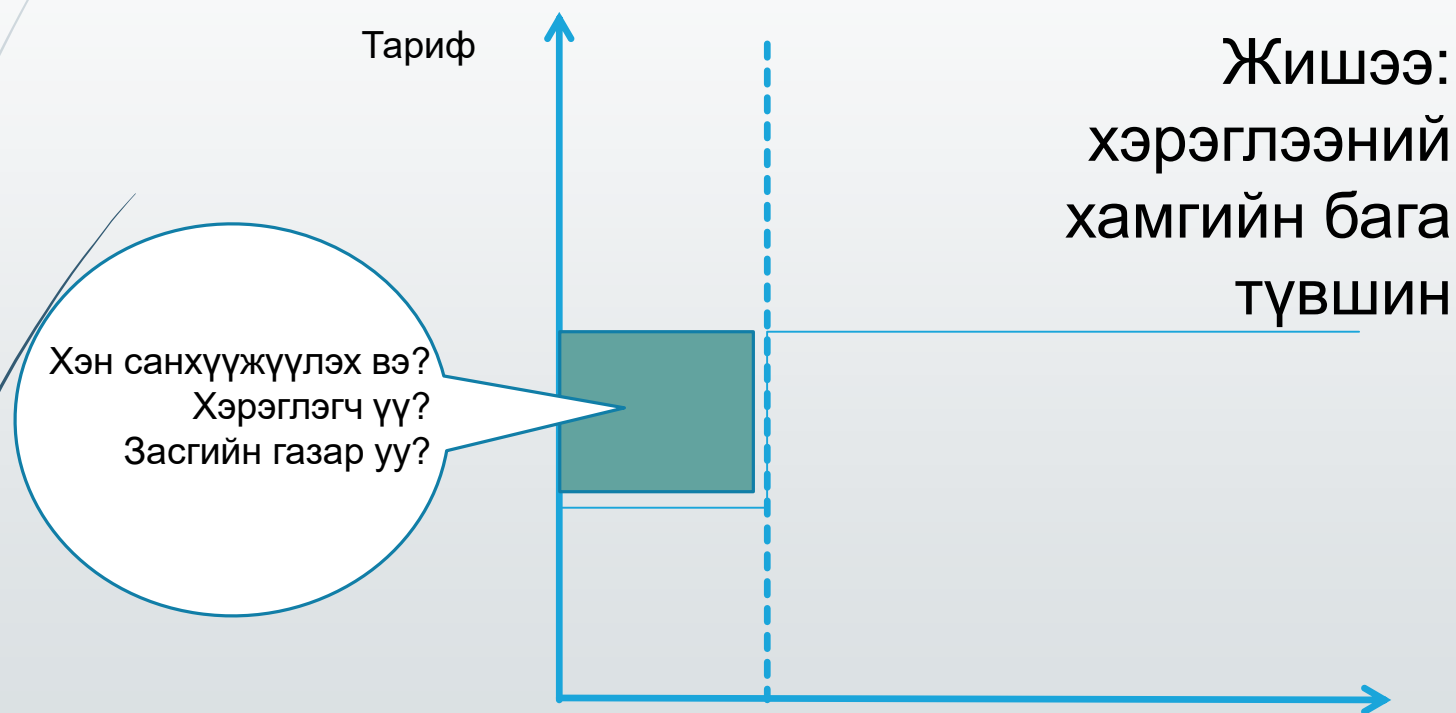 Тариф
Жишээ:
хэрэглээний
хамгийн бага
түвшин
Хэн санхүүжүүлэх вэ?
Хэрэглэгч үү?
Засгийн газар уу?